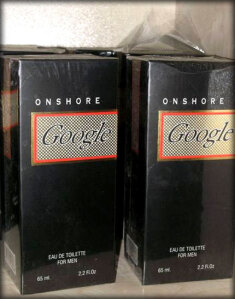 ONSHORE
Google
EAU DE TOILETTE
FOR MEN
65 ml. 2.2 fl.Oz
ONSHORE
Google
EAU DE TOILETTE
FOR MEN
65 ml. 2.2 fl.Oz